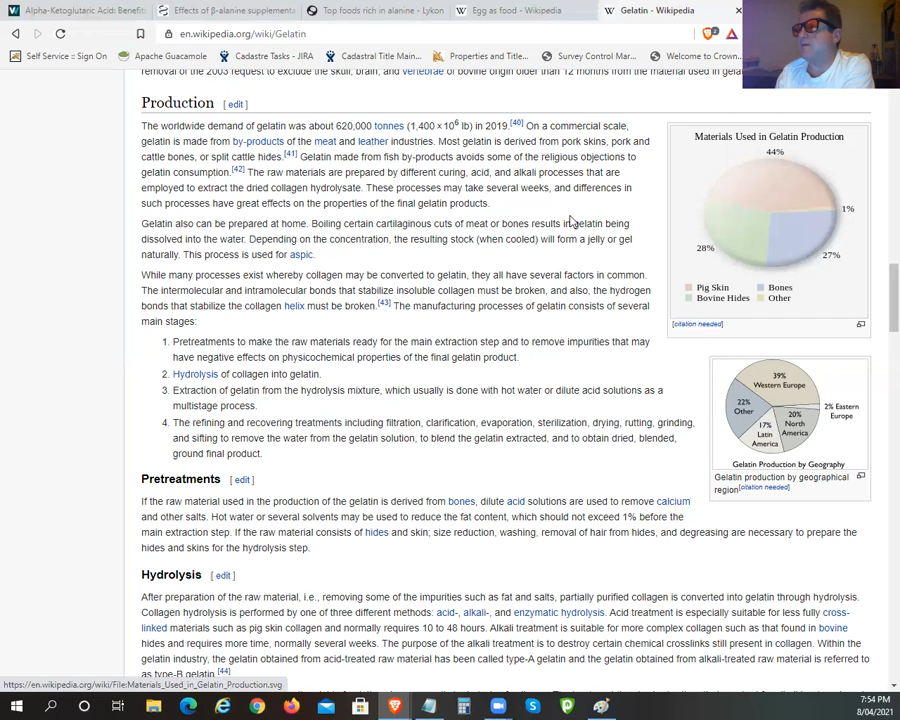 Alpha-Ketoglutaric Acid: Benefit
Effects of β-alanine supplementa
Top foods rich in alanine - Lykon
Egg as food - Wikipedia
Gelatin - Wikipedia
en.wikipedia.org/wiki/Gelatin
2
Self Service :: Sign On
Apache Guacamole
Cadastre Tasks - JIRA
Cadastral Title Main...
Properties and Title...
Survey Control Mar...
Welcome to Crown...
removal of the 2003 request to exclude the skull, brain, and vertebrae of bovine origin older than 12 months from the material used in gela
Production [ edit ]
The worldwide demand of gelatin was about 620,000 tonnes (1,400 ×10⁶ lb) in 2019.[40] On a commercial scale,
gelatin is made from by-products of the meat and leather industries. Most gelatin is derived from pork skins, pork and
cattle bones, or split cattle hides.[41] Gelatin made from fish by-products avoids some of the religious objections to
gelatin consumption.[42] The raw materials are prepared by different curing, acid, and alkali processes that are
employed to extract the dried collagen hydrolysate. These processes may take several weeks, and differences in
such processes have great effects on the properties of the final gelatin products.
Gelatin also can be prepared at home. Boiling certain cartilaginous cuts of meat or bones results in gelatin being
dissolved into the water. Depending on the concentration, the resulting stock (when cooled) will form a jelly or gel
naturally. This process is used for aspic.
While many processes exist whereby collagen may be converted to gelatin, they all have several factors in common.
The intermolecular and intramolecular bonds that stabilize insoluble collagen must be broken, and also, the hydrogen
bonds that stabilize the collagen helix must be broken.[43] The manufacturing processes of gelatin consists of several
main stages:
1. Pretreatments to make the raw materials ready for the main extraction step and to remove impurities that may
have negative effects on physicochemical properties of the final gelatin product.
2. Hydrolysis of collagen into gelatin.
3. Extraction of gelatin from the hydrolysis mixture, which usually is done with hot water or dilute acid solutions as a
multistage process.
4. The refining and recovering treatments including filtration, clarification, evaporation, sterilization, drying, rutting, grinding,
and sifting to remove the water from the gelatin solution, to blend the gelatin extracted, and to obtain dried, blended,
ground final product.
Materials Used in Gelatin Production
44%
1%
28%
27%
Pig Skin
Bones
Bovine Hides
Other
[citation needed]
39%
Western Europe
22%
Other
2% Eastern
Europe
20%
North
America
17%
Latin
America
Gelatin Production by Geography
Gelatin production by geographical
region[citation needed]
Pretreatments [ edit ]
If the raw material used in the production of the gelatin is derived from bones, dilute acid solutions are used to remove calcium
and other salts. Hot water or several solvents may be used to reduce the fat content, which should not exceed 1% before the
main extraction step. If the raw material consists of hides and skin; size reduction, washing, removal of hair from hides, and degreasing are necessary to prepare the
hides and skins for the hydrolysis step.
Hydrolysis [ edit ]
After preparation of the raw material, i.e., removing some of the impurities such as fat and salts, partially purified collagen is converted into gelatin through hydrolysis.
Collagen hydrolysis is performed by one of three different methods: acid-, alkali-, and enzymatic hydrolysis. Acid treatment is especially suitable for less fully cross-
linked materials such as pig skin collagen and normally requires 10 to 48 hours. Alkali treatment is suitable for more complex collagen such as that found in bovine
hides and requires more time, normally several weeks. The purpose of the alkali treatment is to destroy certain chemical crosslinks still present in collagen. Within the
gelatin industry, the gelatin obtained from acid-treated raw material has been called type-A gelatin and the gelatin obtained from alkali-treated raw material is referred to
as type-B gelatin.[44]
https://en.wikipedia.org/wiki/File:Materials_Used_in_Gelatin_Production.svg
7:54 PM
8/04/2021